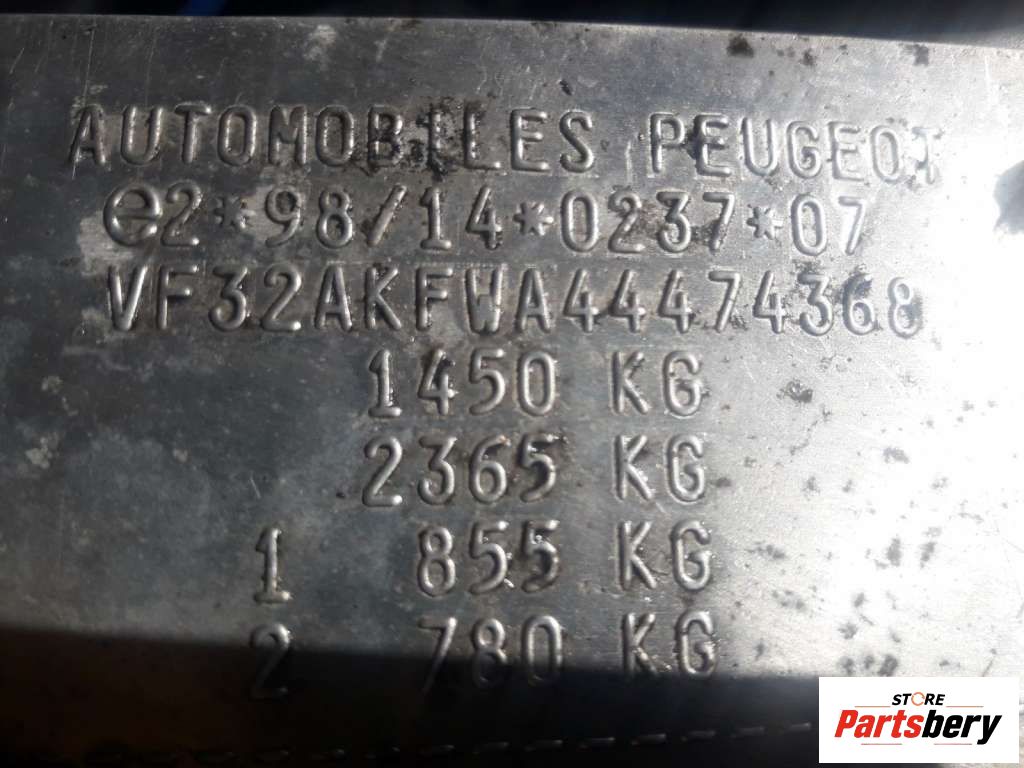 AUTOMOBILES PEUGEOT
e2*98/14*0237*07
VF32AKFWA44474368
1450 KG
2365 KG
1 855 KG
2 780 KG
STORE
Partsbery